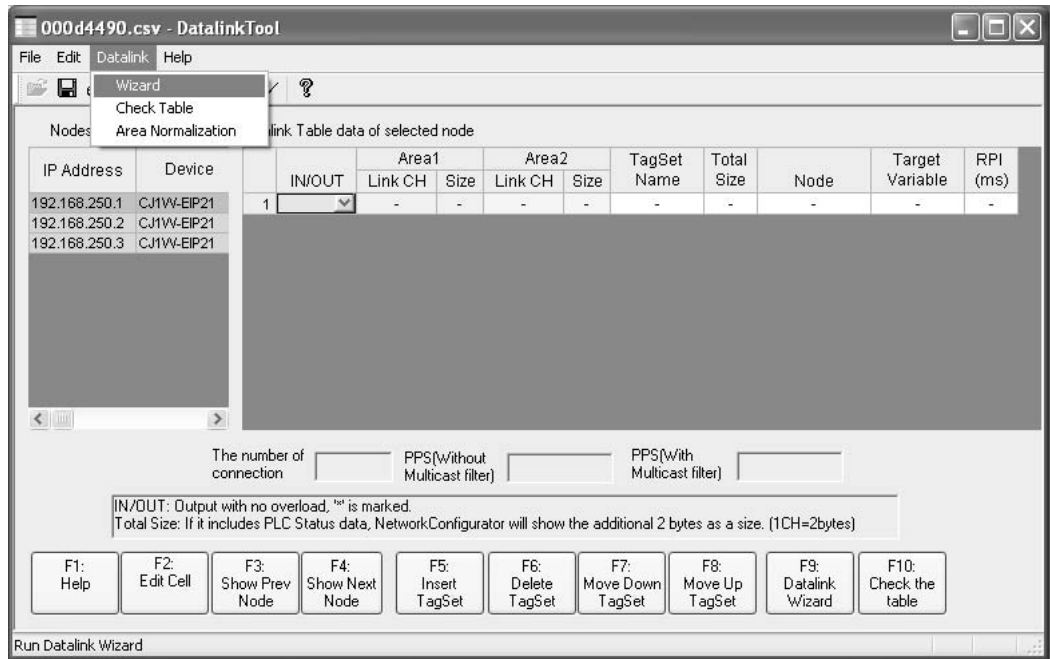 000d4490.csv - DatalinkTool
File Edit Datalink Help
Wizard
Check Table
Area Normalization
Nodes
link Table data of selected node
IP Address Device
IN/OUT Area1 Area2 TagSet Name Total Size Node Target Variable RPI (ms)
Link CH Size Link CH Size
192.168.250.1 CJ1W-EIP21 1 - - - - - - - - -
192.168.250.2 CJ1W-EIP21
192.168.250.3 CJ1W-EIP21
The number of connection
PPS(Without Multicast filter)
PPS(With Multicast filter)
IN/OUT: Output with no overload, '*' is marked.
Total Size: If it includes PLC Status data, NetworkConfigurator will show the additional 2 bytes as a size. (1CH=2bytes)
F1: Help
F2: Edit Cell
F3: Show Prev Node
F4: Show Next Node
F5: Insert TagSet
F6: Delete TagSet
F7: Move Down TagSet
F8: Move Up TagSet
F9: Datalink Wizard
F10: Check the table
Run Datalink Wizard